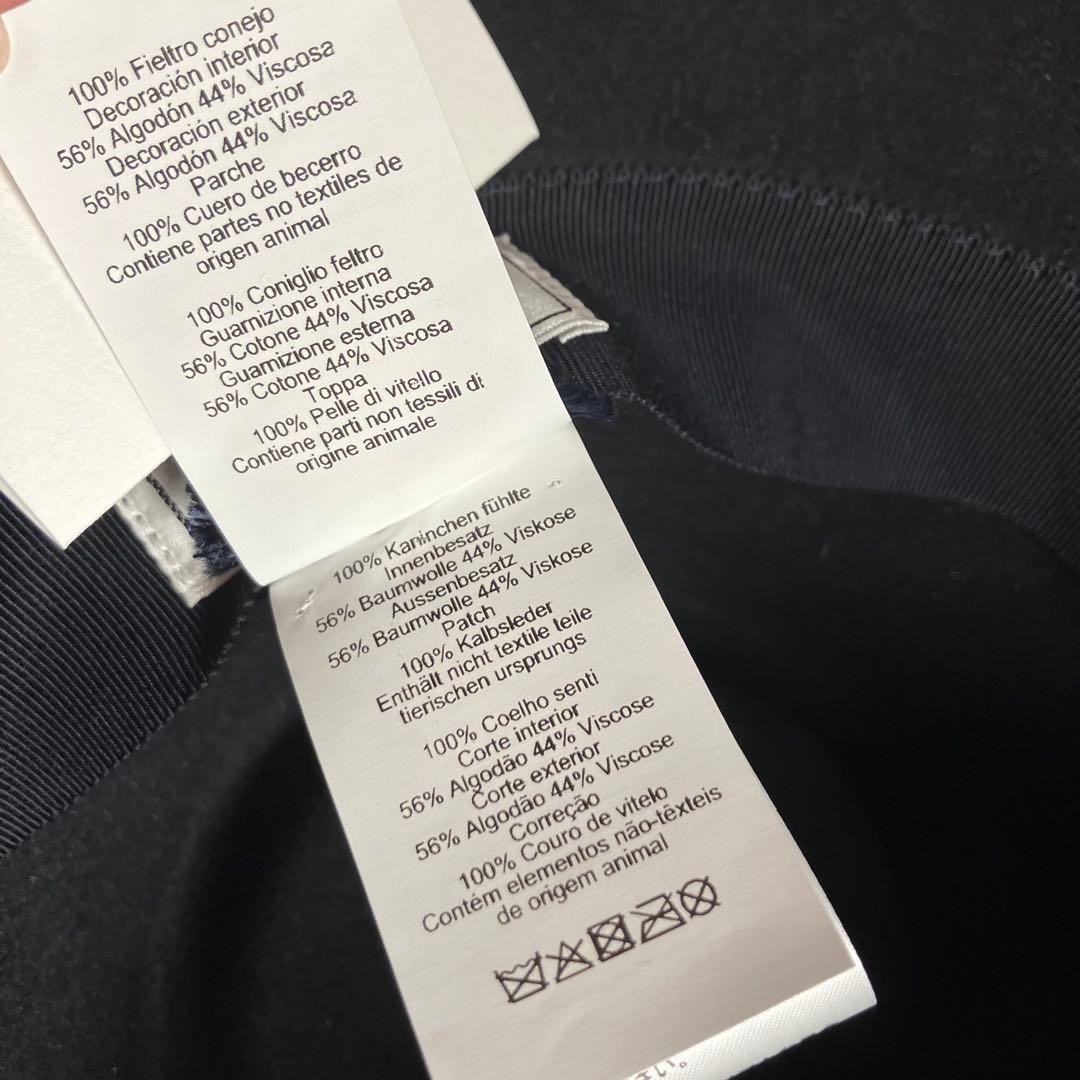 100% Fieltro conejo
Decoración interior
56% Algodón 44% Viscosa
Decoración exterior
56% Algodón 44% Viscosa
Parche
100% Cuero de becerro
Contiene partes no textiles de
origen animal
100% Coniglio feltro
Guarnizione interna
56% Cotone 44% Viscosa
Guarnizione esterna
56% Cotone 44% Viscosa
Toppa
100% Pelle di vitello
Contiene parti non tessili di
origine animale
100% Kaninchen fühlte
Innenbesatz
56% Baumwolle 44% Viskose
Aussenbesatz
56% Baumwolle 44% Viskose
Patch
100% Kalbsleder
Enthält nicht textile teile
tierischen ursprungs
100% Coelho senti
Corte interior
56% Algodão 44% Viscose
Corte exterior
56% Algodão 44% Viscose
Correção
100% Couro de vitelo
Contém elementos não-têxteis
de origem animal